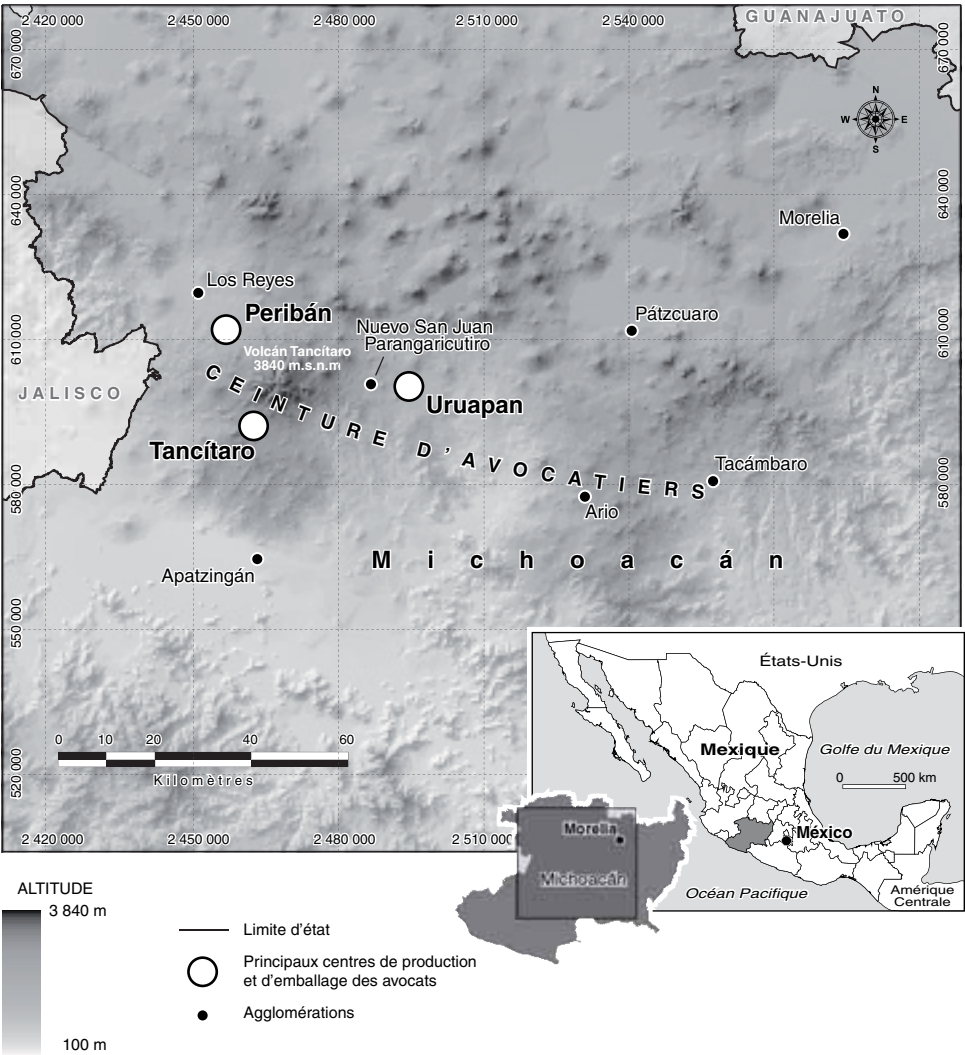 2 420 000
2 450 000
2 480 000
2 510 000
2 540 000
GUANAJUATO
670 000
670 000
N
W
E
S
640 000
640 000
Morelia
Los Reyes
Peribán
Nuevo San Juan
Parangaricutiro
Pátzcuaro
610 000
610 000
Volcán Tancítaro
3840 m.s.n.m
JALISCO
CEINTURE D'AVOCATIERS
Uruapan
Tancítaro
Tacámbaro
580 000
580 000
Ario
Michoacán
Apatzingán
550 000
États-Unis
Mexique
Golfe du Mexique
0
500 km
0
10
20
40
60
Kilomètres
520 000
México
Morelia
Michoacán
2 420 000
2 450 000
2 480 000
2 510 000
Océan Pacifique
Amérique
Centrale
ALTITUDE
3 840 m
100 m
Limite d'état
Principaux centres de production
et d'emballage des avocats
Agglomérations